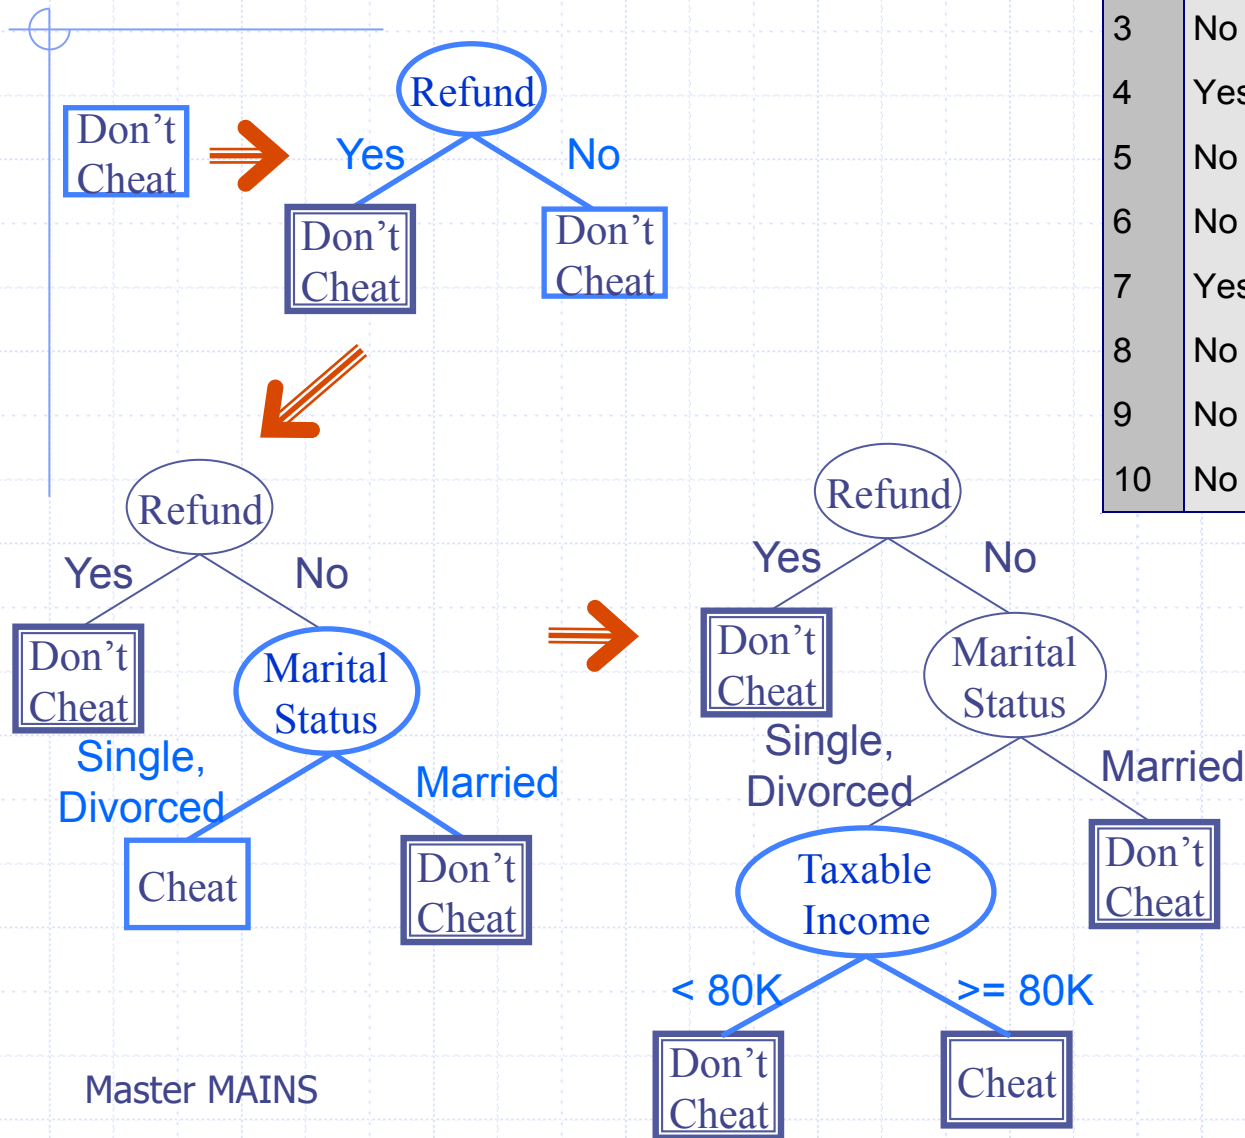 Don't
Cheat
Refund
Yes No
Don't
Cheat
Don't
Cheat
3 No
4 Yes
5 No
6 No
7 Yes
8 No
9 No
10 No
Refund
Yes No
Don't
Cheat
Marital
Status
Single,
Divorced
Married
Cheat
Don't
Cheat
Refund
Yes No
Don't
Cheat
Marital
Status
Single,
Divorced
Married
Taxable
Income
Don't
Cheat
< 80K >= 80K
Don't
Cheat
Cheat
Master MAINS